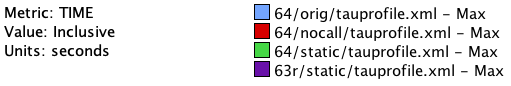 Metric: TIME
Value: Inclusive
Units: seconds
64/orig/tauprofile.xml - Max
64/nocall/tauprofile.xml - Max
64/static/tauprofile.xml - Max
63r/static/tauprofile.xml - Max